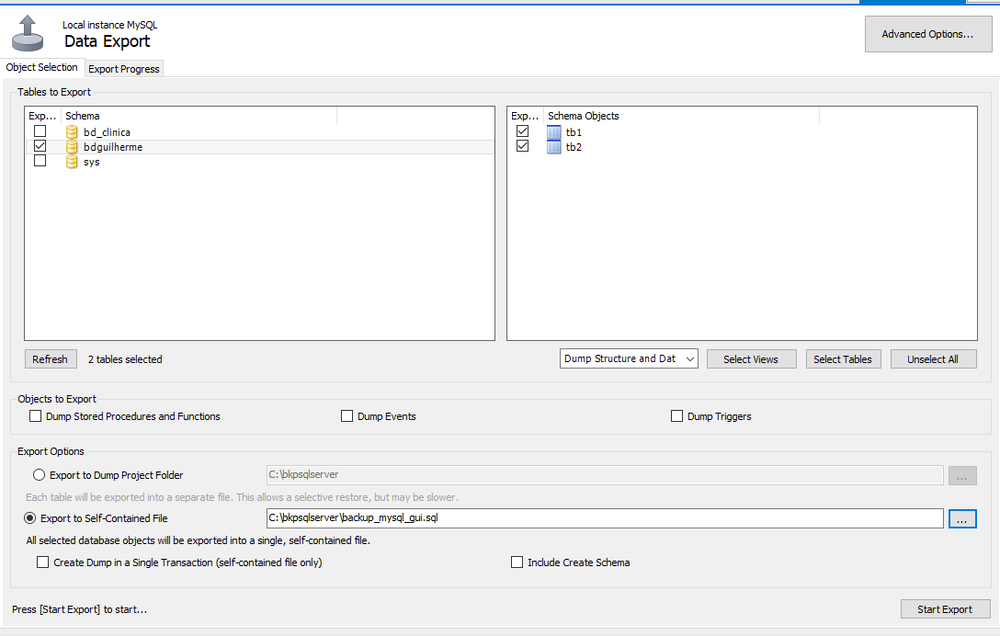 Local instance MySQL
Data Export
Advanced Options...
Object Selection
Export Progress
Tables to Export
Exp... Schema
bd_clinica
bdguilherme
sys
Exp... Schema Objects
tb1
tb2
Refresh
2 tables selected
Dump Structure and Dat
Select Views
Select Tables
Unselect All
Objects to Export
Dump Stored Procedures and Functions
Dump Events
Dump Triggers
Export Options
Export to Dump Project Folder
C:\bkpsqlserver
...
Each table will be exported into a separate file. This allows a selective restore, but may be slower.
Export to Self-Contained File
C:\bkpsqlserver\backup_mysql_gui.sql
...
All selected database objects will be exported into a single, self-contained file.
Create Dump in a Single Transaction (self-contained file only)
Include Create Schema
Press [Start Export] to start...
Start Export